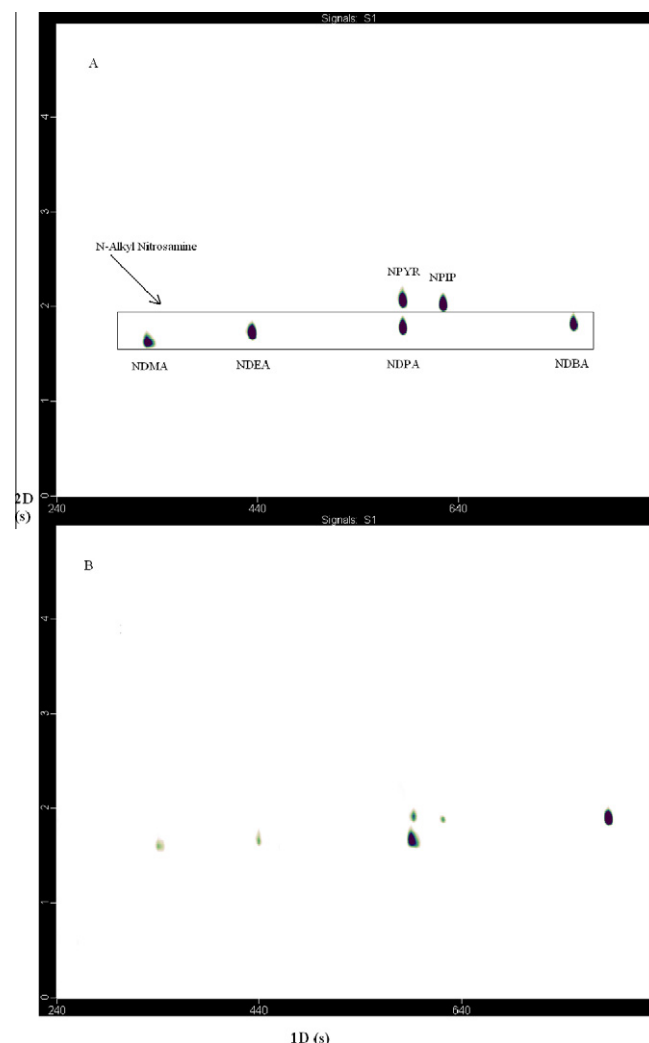 Signals: S1
A
4
3
N-Alkyl Nitrosamine
NPYR NPIP
2
NDMA NDEA NDPA NDBA
1
0
2D
(s)
240 440 640
Signals: S1
B
4
3
2
1
0
240 440 640
1D (s)